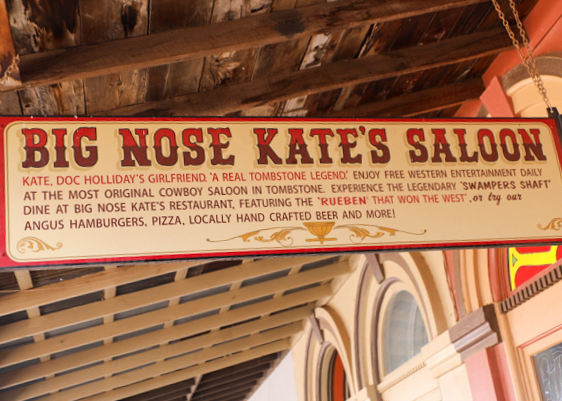 BIG NOSE KATE'S SALOON
KATE, DOC HOLLIDAY'S GIRLFRIEND. 'A REAL TOMBSTONE LEGEND.' ENJOY FREE WESTERN ENTERTAINMENT DAILY
AT THE MOST ORIGINAL COWBOY SALOON IN TOMBSTONE. EXPERIENCE THE LEGENDARY "SWAMPERS SHAFT"
DINE AT BIG NOSE KATE'S RESTAURANT, FEATURING THE "RUEBEN" THAT WON THE WEST", or try our
ANGUS HAMBURGERS, PIZZA, LOCALLY HAND CRAFTED BEER AND MORE!